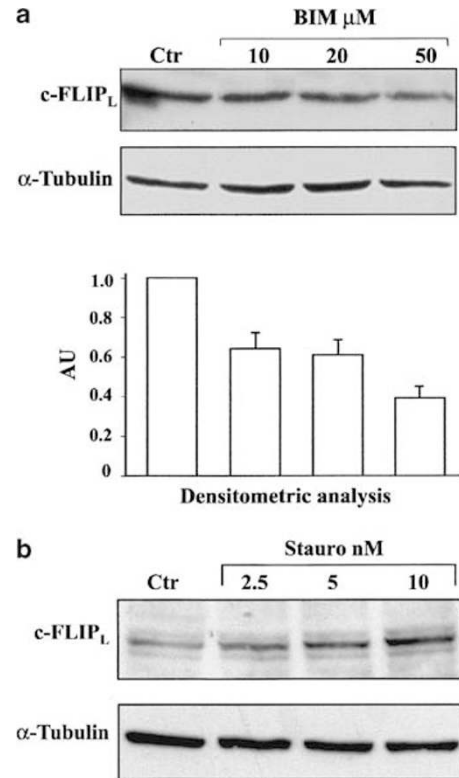 a
BIM μM
Ctr 10 20 50
c-FLIPL
α-Tubulin
1.0
0.8
0.6
0.4
0.2
0
AU
Densitometric analysis
b
Stauro nM
Ctr 2.5 5 10
c-FLIPL
α-Tubulin